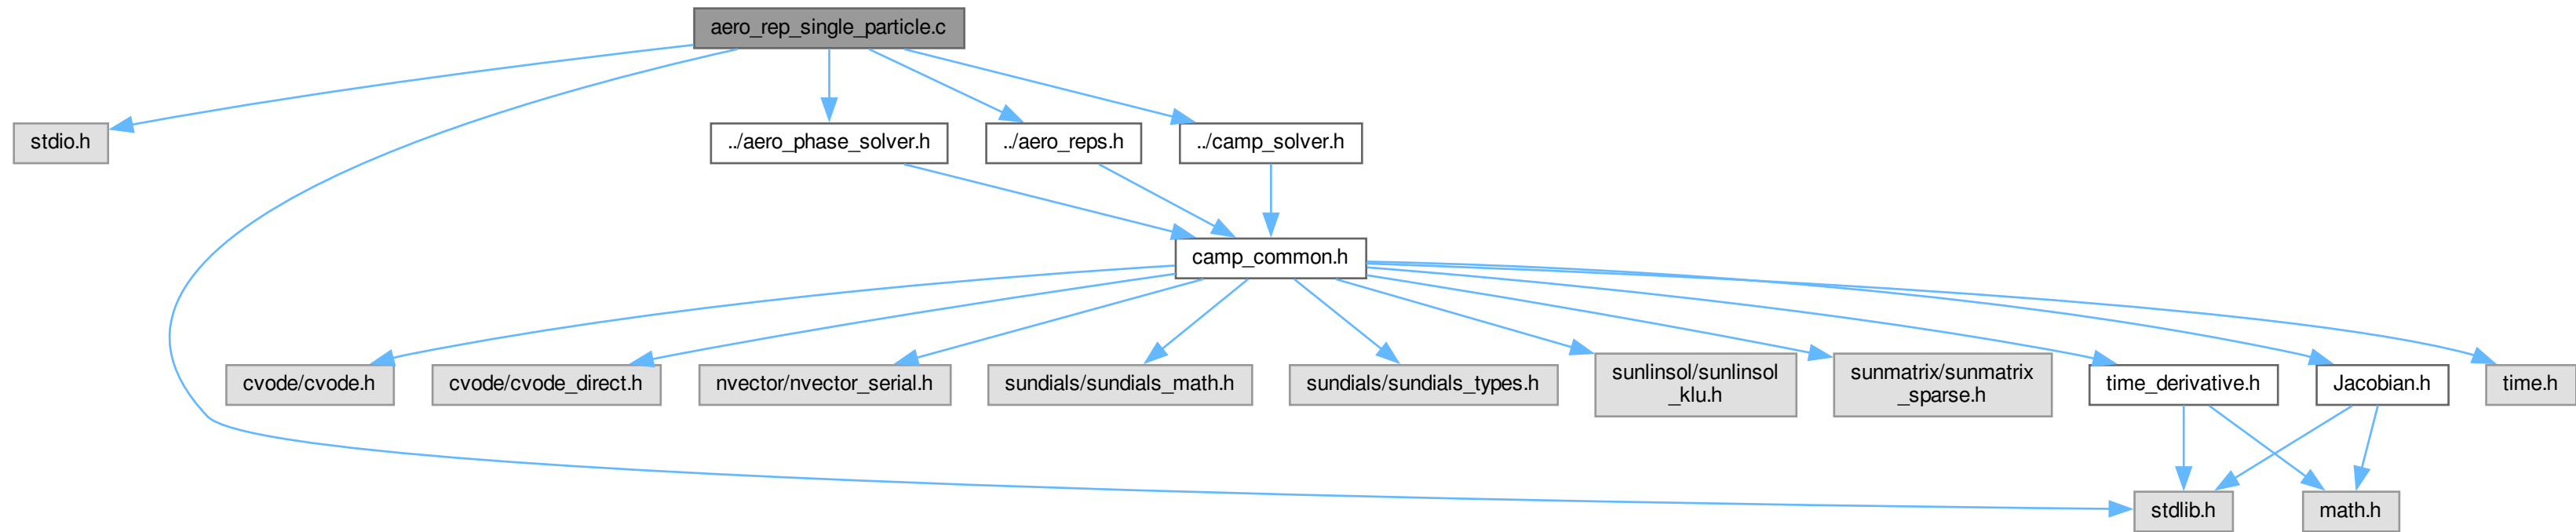 aero_rep_single_particle.c
stdio.h
../aero_phase_solver.h
../aero_reps.h
../camp_solver.h
camp_common.h
cvode/cvode.h
cvode/cvode_direct.h
nvector/nvector_serial.h
sundials/sundials_math.h
sundials/sundials_types.h
sunlinsol/sunlinsol
_klu.h
sunmatrix/sunmatrix
_sparse.h
time_derivative.h
Jacobian.h
time.h
stdlib.h
math.h